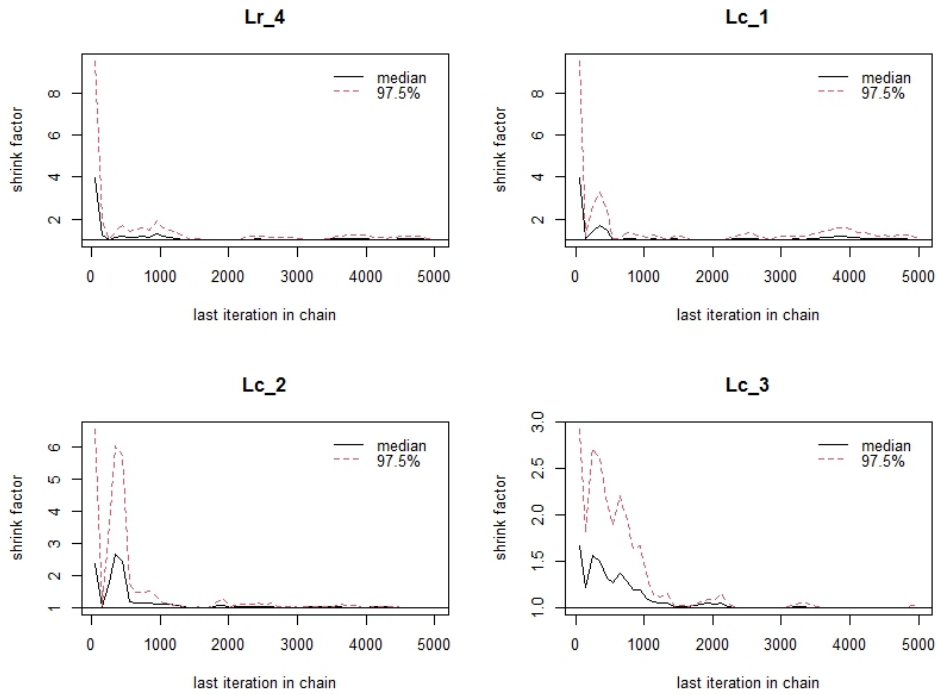 Lr_4
median
97.5%
shrink factor
8
6
4
2
0 1000 2000 3000 4000 5000
last iteration in chain
Lc_1
median
97.5%
shrink factor
8
6
4
2
0 1000 2000 3000 4000 5000
last iteration in chain
Lc_2
median
97.5%
shrink factor
6
5
4
3
2
1
0 1000 2000 3000 4000 5000
last iteration in chain
Lc_3
median
97.5%
shrink factor
3.0
2.5
2.0
1.5
1.0
0 1000 2000 3000 4000 5000
last iteration in chain